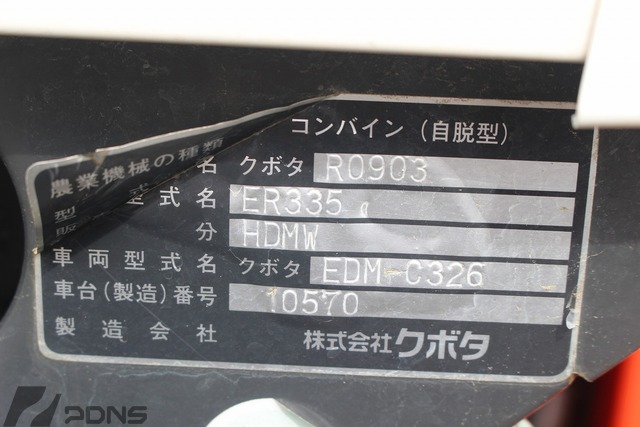 農業機械の種類 コンバイン（自脱型）
型 名 クボタ R0903
型式名 ER335
分 HDMW
車両型式名 クボタ EDM-C326
車台（製造）番号 10570
製造会社 株式会社クボタ
PDNS